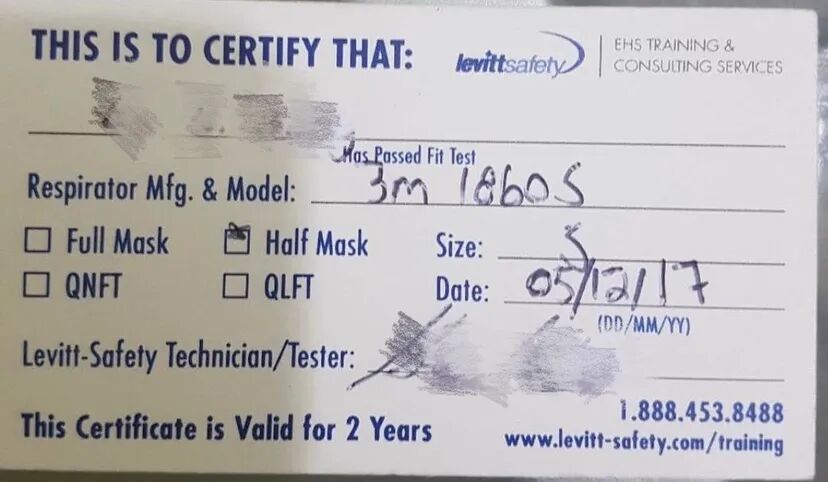 THIS IS TO CERTIFY THAT:
levittsafety
EHS TRAINING &
CONSULTING SERVICES
Has Passed Fit Test
Respirator Mfg. & Model: 3m 1860S
Full Mask Half Mask Size: S
QNFT QLFT Date: 05/12/17
(DD/MM/YY)
Levitt-Safety Technician/Tester:
This Certificate is Valid for 2 Years
1.888.453.8488
www.levitt-safety.com/training